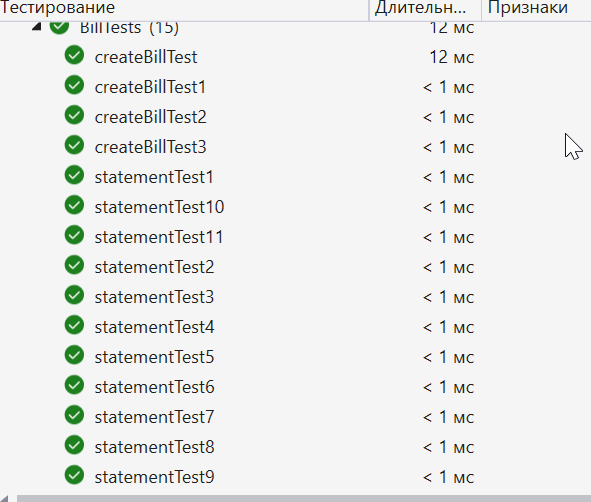 Тестирование Длительн... Признаки
BillTests (15) 12 мс
createBillTest 12 мс
createBillTest1 < 1 мс
createBillTest2 < 1 мс
createBillTest3 < 1 мс
statementTest1 < 1 мс
statementTest10 < 1 мс
statementTest11 < 1 мс
statementTest2 < 1 мс
statementTest3 < 1 мс
statementTest4 < 1 мс
statementTest5 < 1 мс
statementTest6 < 1 мс
statementTest7 < 1 мс
statementTest8 < 1 мс
statementTest9 < 1 мс